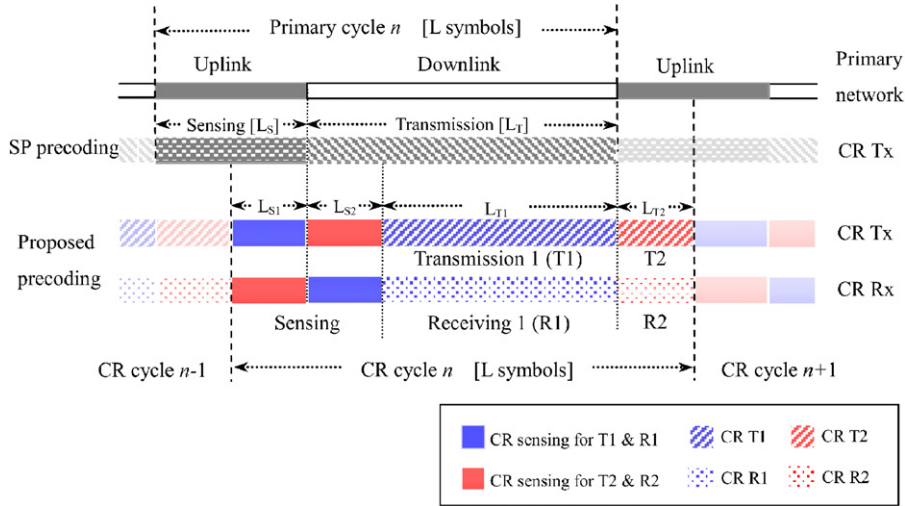 Primary cycle n [L symbols]
Uplink Downlink Uplink Primary network
Sensing [LS] Transmission [LT]
SP precoding CR Tx
LS1 LS2 LT1 LT2
Proposed precoding
CR Tx
Transmission 1 (T1) T2
CR Rx
Sensing Receiving 1 (R1) R2
CR cycle n-1 CR cycle n [L symbols] CR cycle n+1
CR sensing for T1 & R1 CR T1 CR T2
CR sensing for T2 & R2 CR R1 CR R2